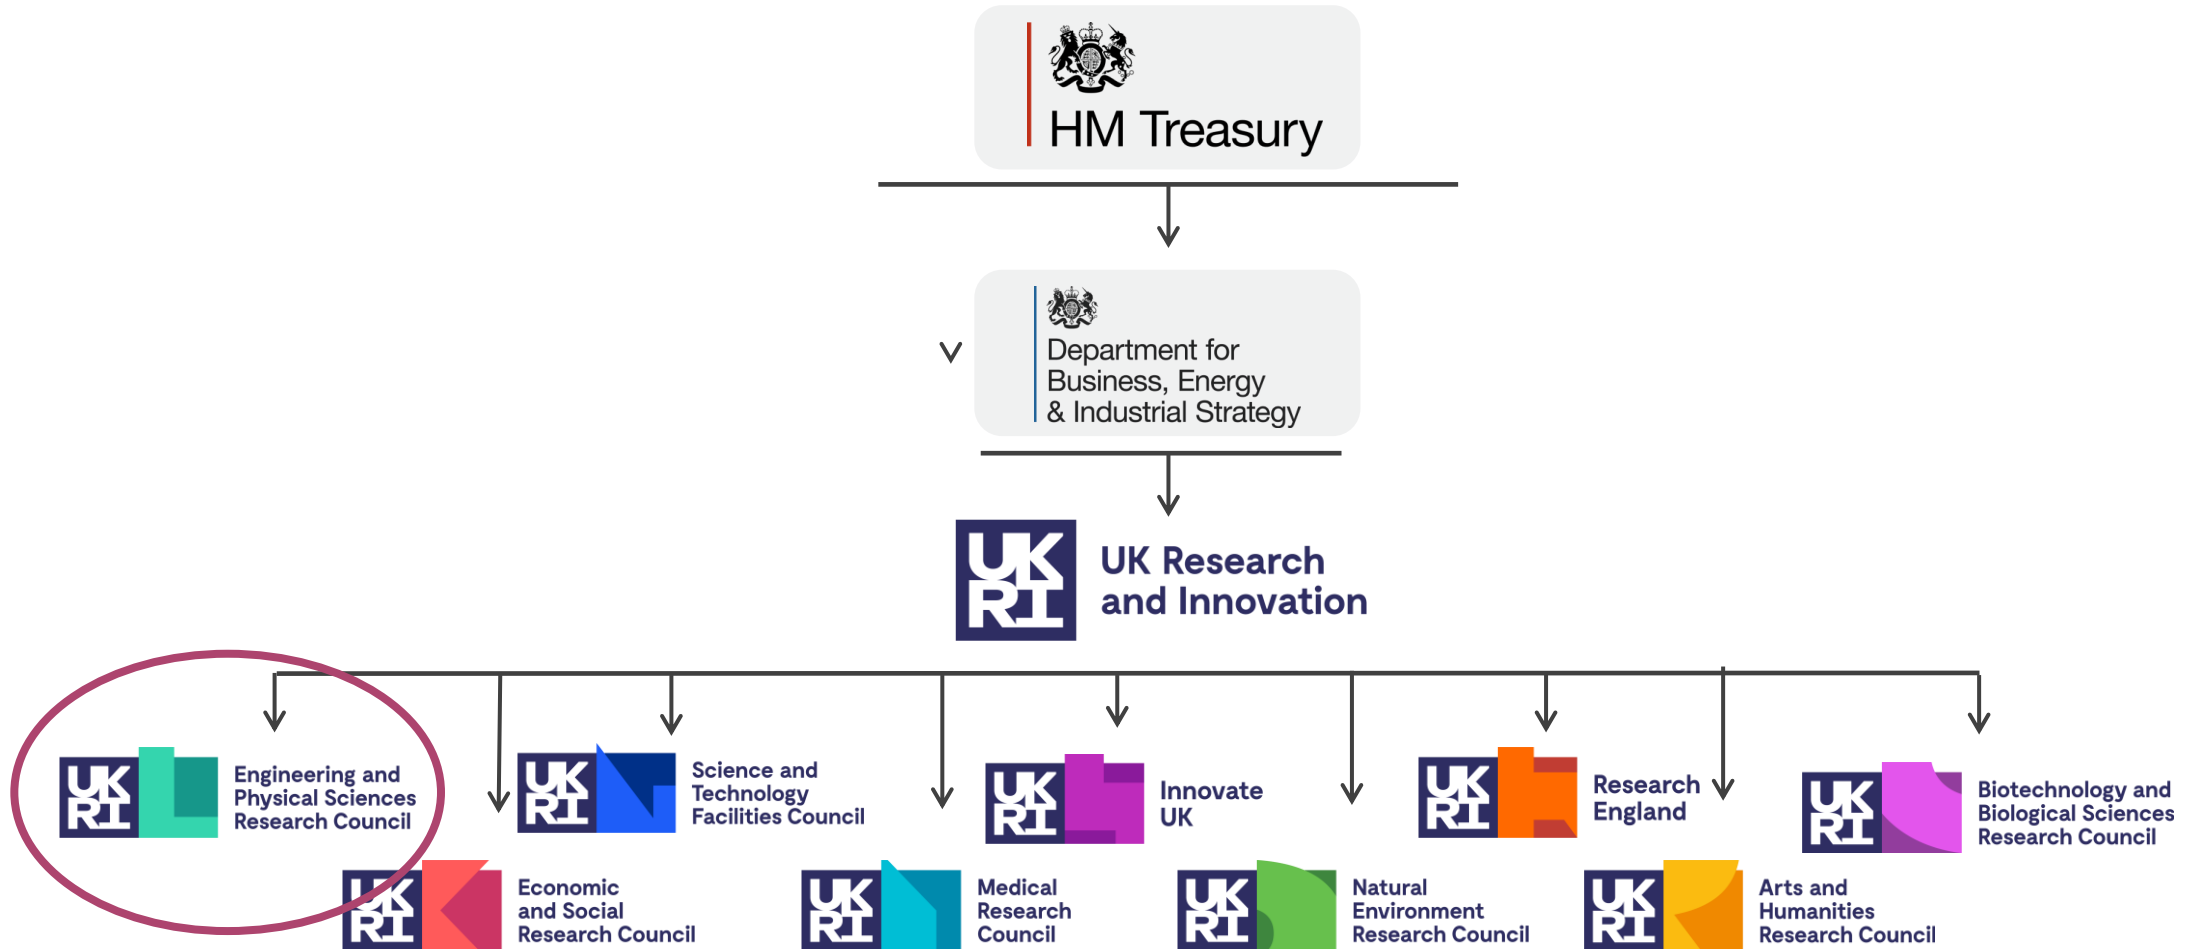 HM Treasury
Department for
Business, Energy
& Industrial Strategy
UK
RI
UK Research
and Innovation
UK
RI
Engineering and
Physical Sciences
Research Council
UK
RI
Science and
Technology
Facilities Council
UK
RI
Innovate
UK
UK
RI
Research
England
UK
RI
Biotechnology and
Biological Sciences
Research Council
UK
RI
Economic
and Social
Research Council
UK
RI
Medical
Research
Council
UK
RI
Natural
Environment
Research Council
UK
RI
Arts and
Humanities
Research Council